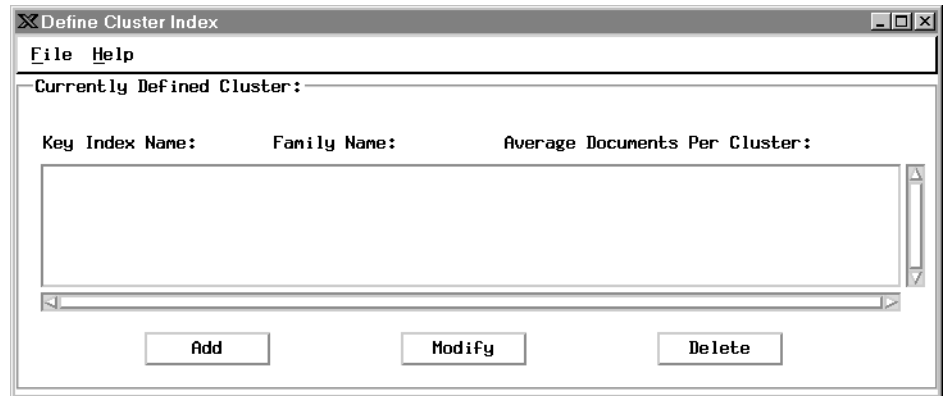 Define Cluster Index
File Help
Currently Defined Cluster:
Key Index Name: Family Name: Average Documents Per Cluster:
Add Modify Delete